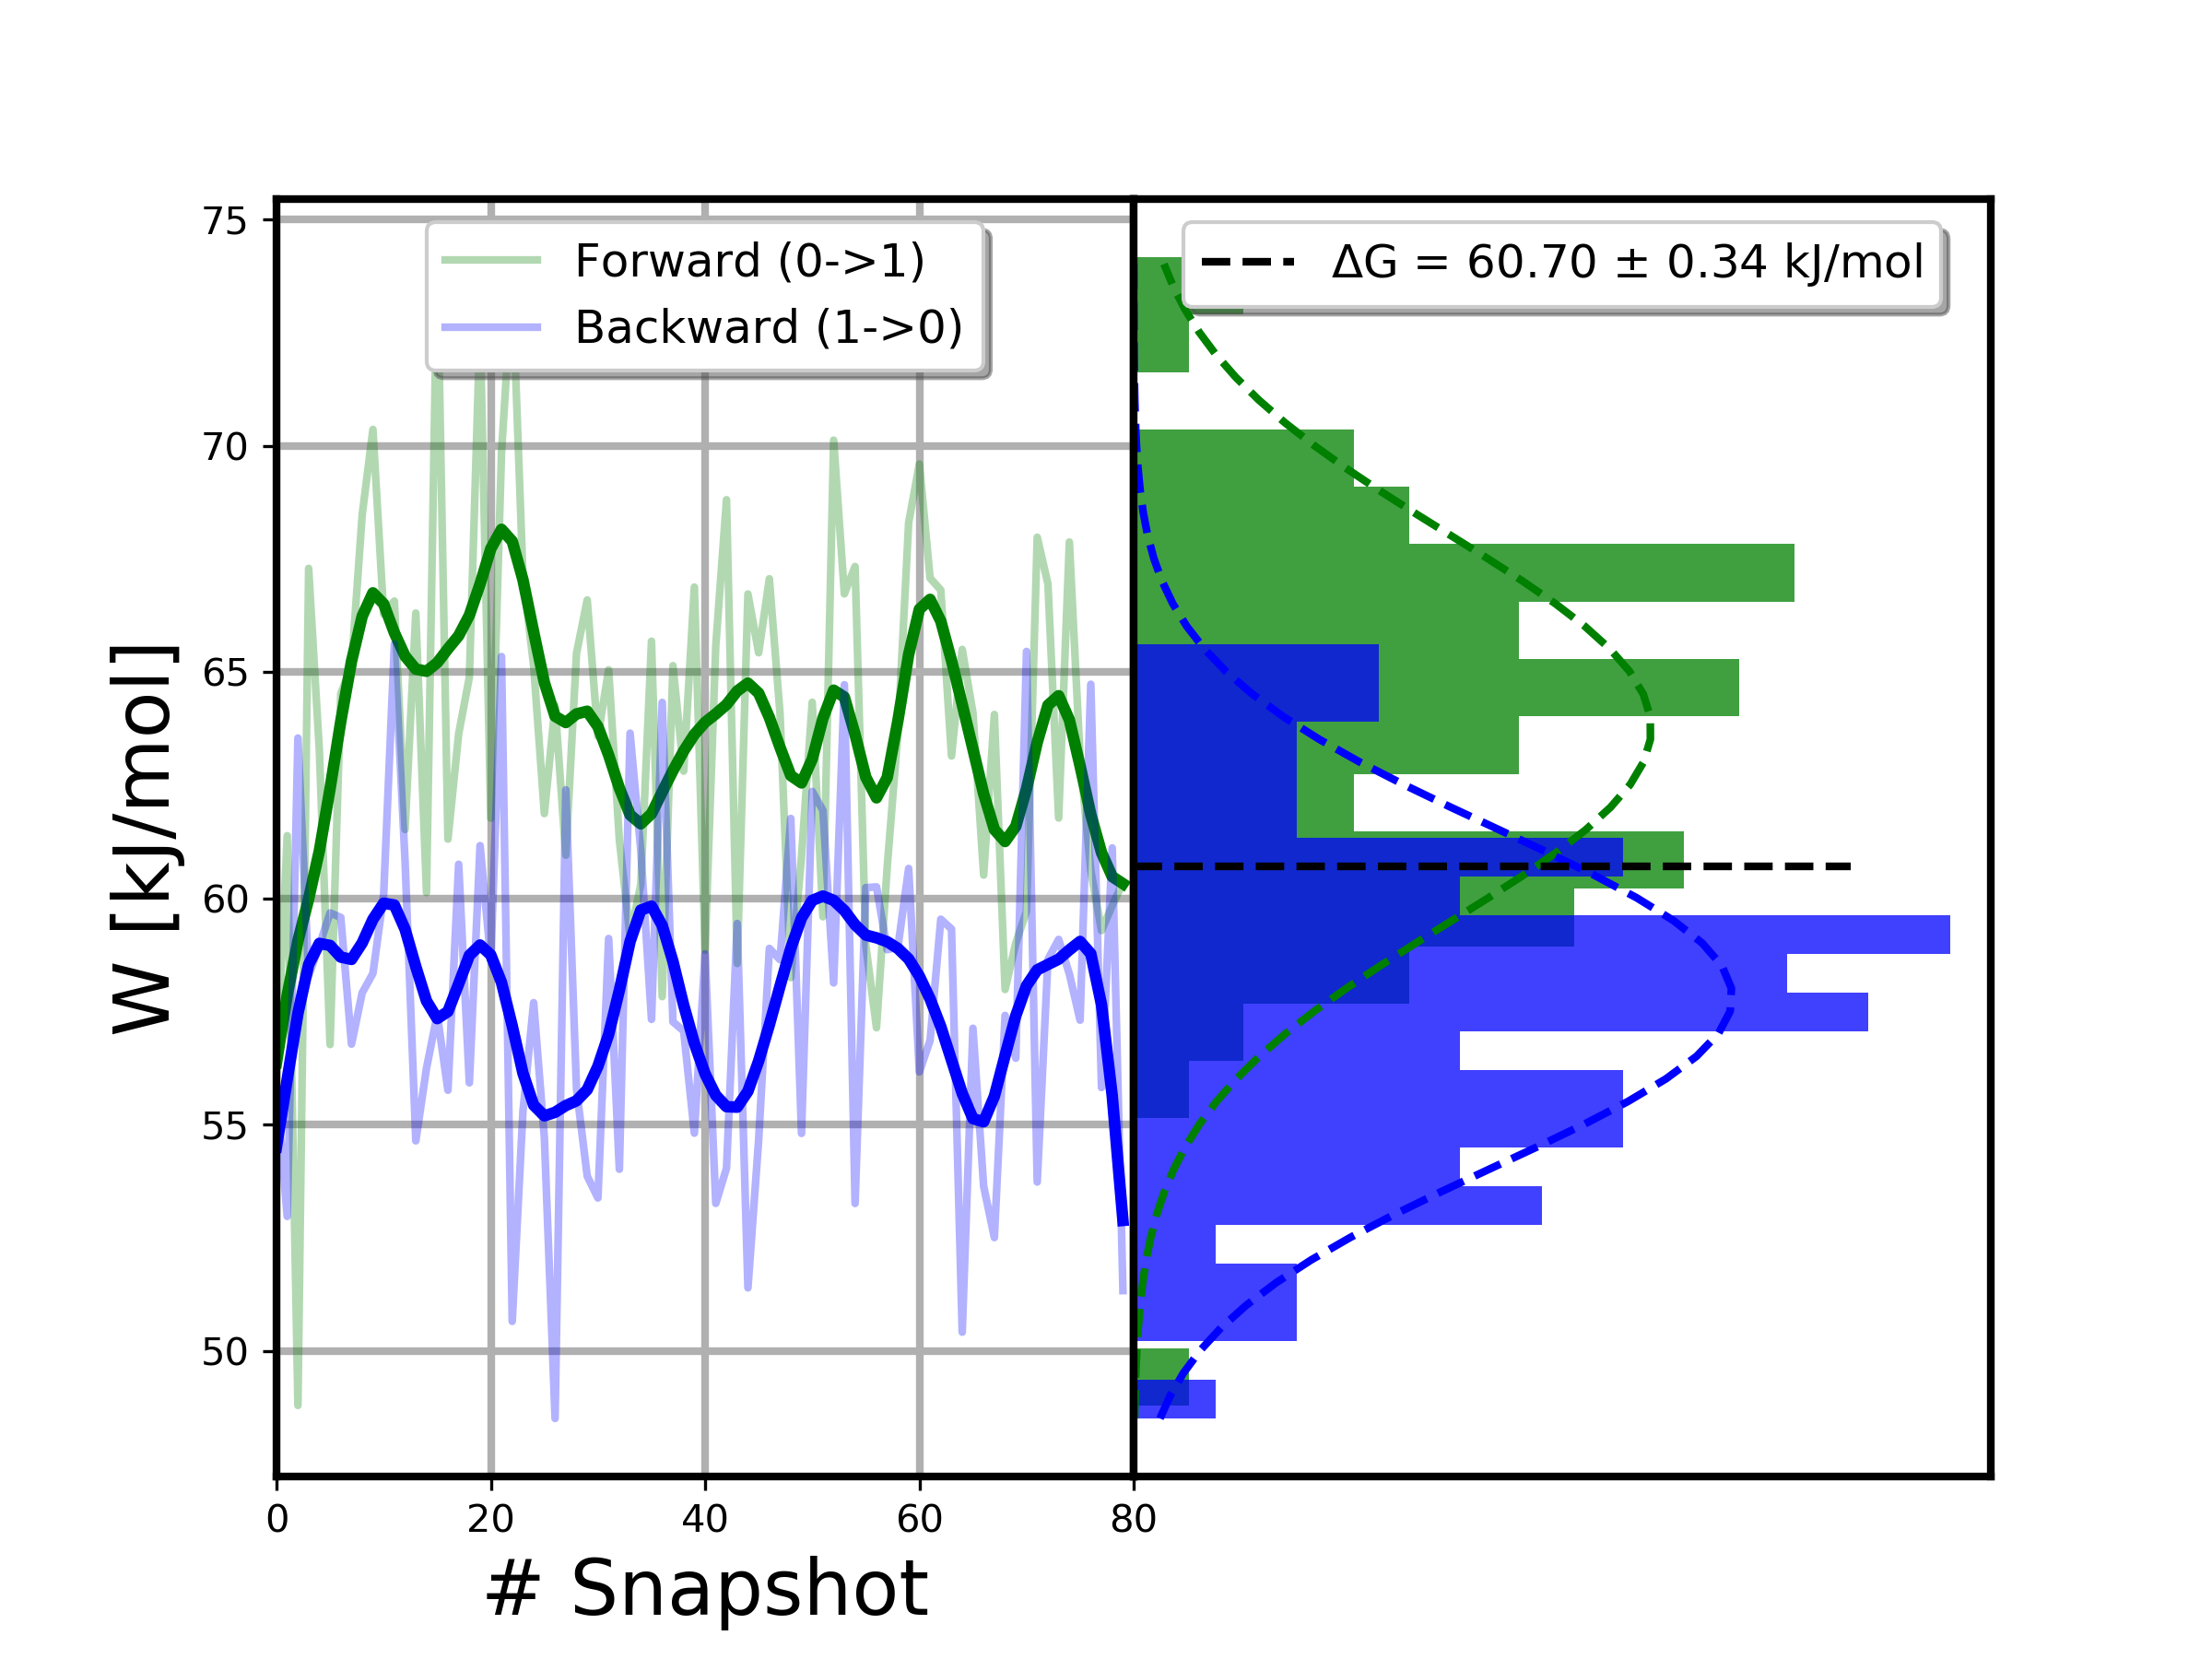 Forward (0->1)
Backward (1->0)
ΔG = 60.70 ± 0.34 kJ/mol
75
70
65
60
55
50
W [kJ/mol]
0
20
40
60
80
# Snapshot